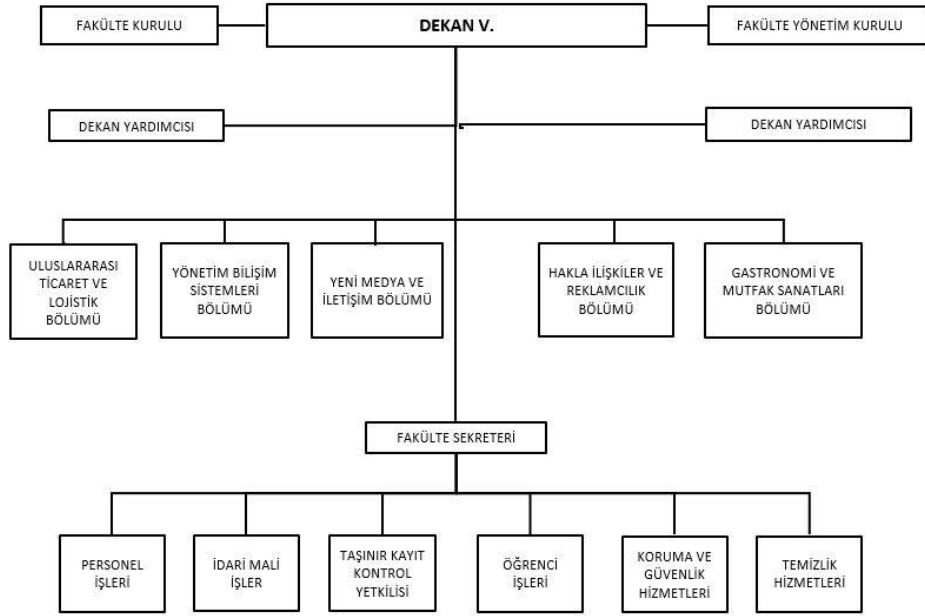 FAKÜLTE KURULU
DEKAN V.
FAKÜLTE YÖNETİM KURULU
DEKAN YARDIMCISI
DEKAN YARDIMCISI
ULUSLARARASI
TİCARET VE
LOJİSTİK
BÖLÜMÜ
YÖNETİM BİLİŞİM
SİSTEMLERİ
BÖLÜMÜ
YENİ MEDYA VE
İLETİŞİM BÖLÜMÜ
HAKLA İLİŞKİLER VE
REKLAMCILIK
BÖLÜMÜ
GASTRONOMİ VE
MUTFAK SANATLARI
BÖLÜMÜ
FAKÜLTE SEKRETERİ
PERSONEL
İŞLERİ
İDARİ MALİ
İŞLER
TAŞINIR KAYIT
KONTROL
YETKİLİSİ
ÖĞRENCİ
İŞLERİ
KORUMA VE
GÜVENLİK
HİZMETLERİ
TEMİZLİK
HİZMETLERİ